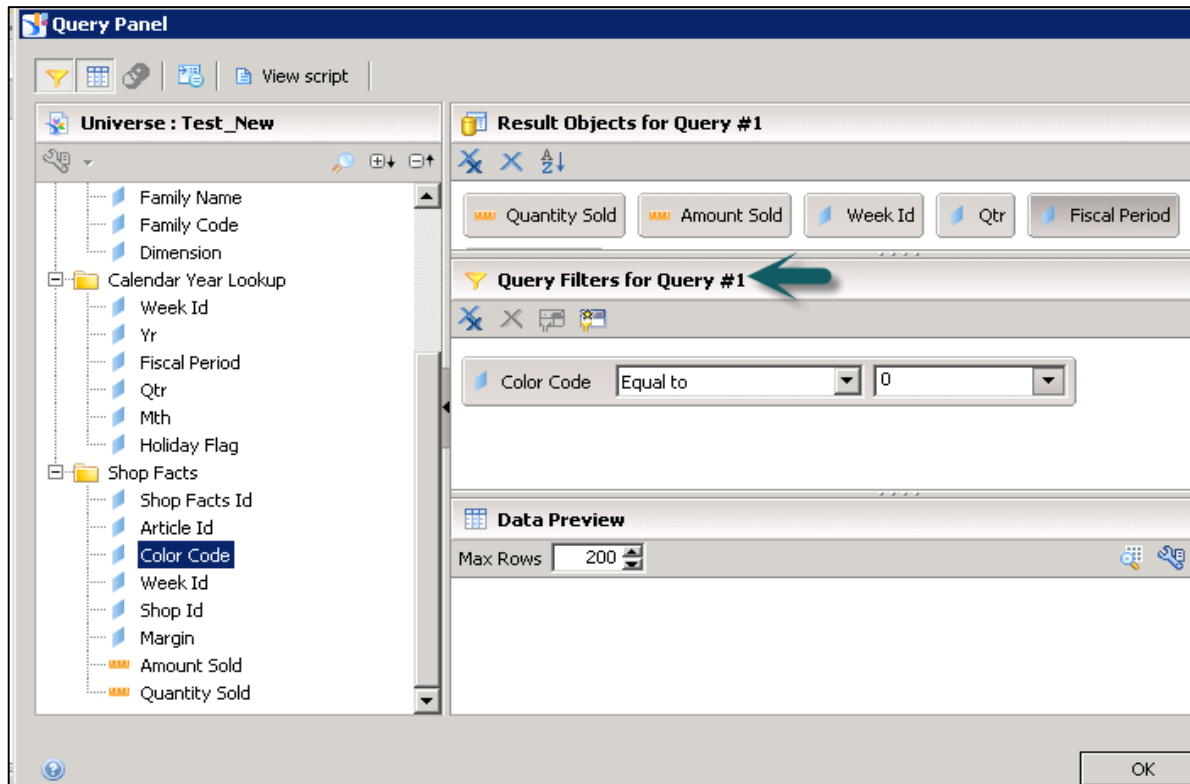 Query Panel
View script
Universe : Test_New
Family Name
Family Code
Dimension
Calendar Year Lookup
Week Id
Yr
Fiscal Period
Qtr
Mth
Holiday Flag
Shop Facts
Shop Facts Id
Article Id
Color Code
Week Id
Shop Id
Margin
Amount Sold
Quantity Sold
Result Objects for Query #1
Quantity Sold Amount Sold Week Id Qtr Fiscal Period
Query Filters for Query #1
Color Code Equal to 0
Data Preview
Max Rows 200
OK